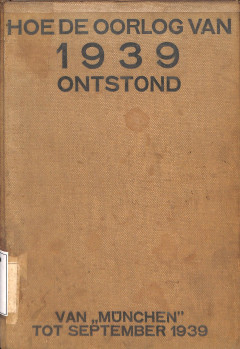 HOE DE OORLOG VAN
1939
ONTSTOND
VAN „MÜNCHEN”
TOT SEPTEMBER 1939